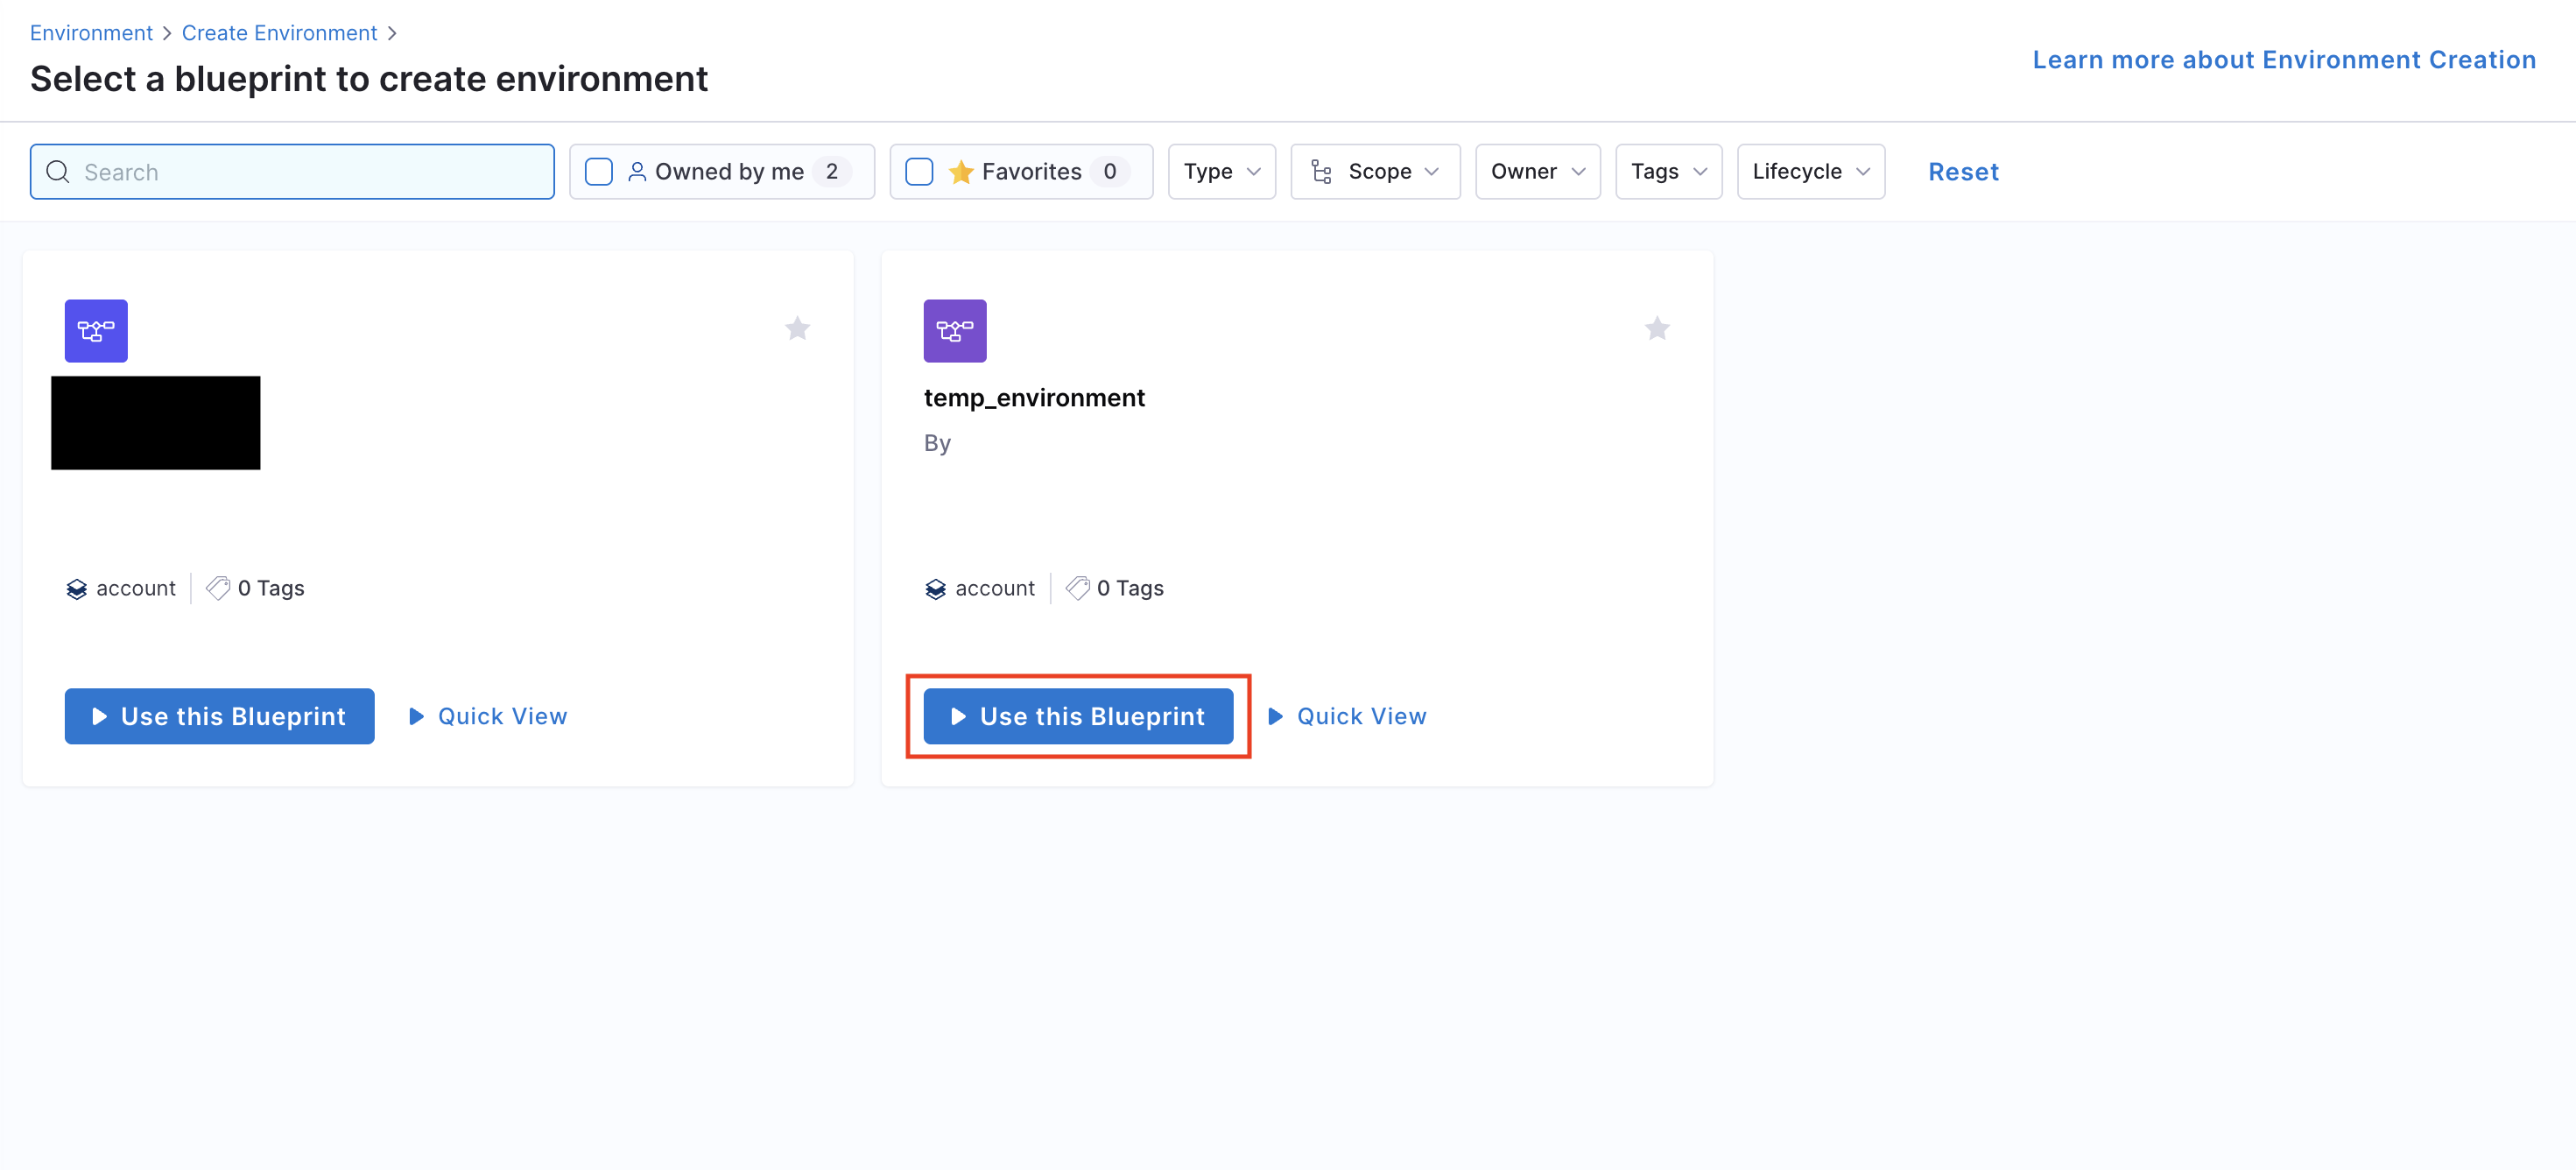 Environment > Create Environment >
Select a blueprint to create environment
Learn more about Environment Creation
Search
Owned by me 2
Favorites 0
Type
Scope
Owner
Tags
Lifecycle
Reset
account
0 Tags
Use this Blueprint
Quick View
temp_environment
By
account
0 Tags
Use this Blueprint
Quick View